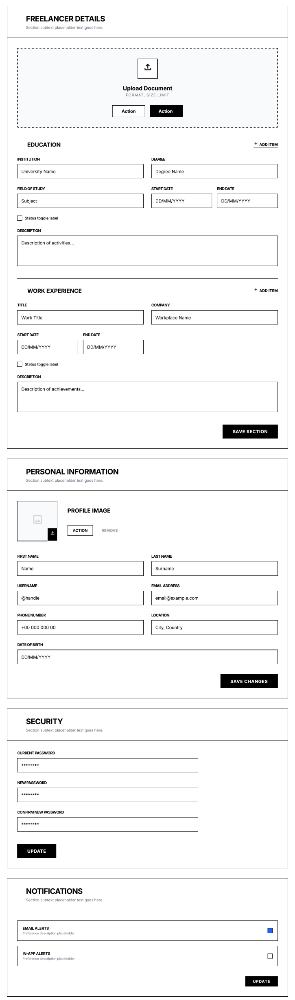 FREELANCER DETAILS
Section subtext placeholder text goes here.
Upload Document
FORMAT, SIZE LIMIT
Action Action
EDUCATION + ADD ITEM
INSTITUTION DEGREE
University Name Degree Name
FIELD OF STUDY START DATE END DATE
Subject DD/MM/YYYY DD/MM/YYYY
Status toggle label
DESCRIPTION
Description of activities...
WORK EXPERIENCE + ADD ITEM
TITLE COMPANY
Work Title Workplace Name
START DATE END DATE
DD/MM/YYYY DD/MM/YYYY
Status toggle label
DESCRIPTION
Description of achievements...
SAVE SECTION
PERSONAL INFORMATION
Section subtext placeholder text goes here.
PROFILE IMAGE
ACTION REMOVE
FIRST NAME LAST NAME
Name Surname
USERNAME EMAIL ADDRESS
@handle email@example.com
PHONE NUMBER LOCATION
+00 000 000 00 City, Country
DATE OF BIRTH
DD/MM/YYYY
SAVE CHANGES
SECURITY
Section subtext placeholder text goes here.
CURRENT PASSWORD
********
NEW PASSWORD
********
CONFIRM NEW PASSWORD
********
UPDATE
NOTIFICATIONS
Section subtext placeholder text goes here.
EMAIL ALERTS
Preference description placeholder
IN-APP ALERTS
Preference description placeholder
UPDATE